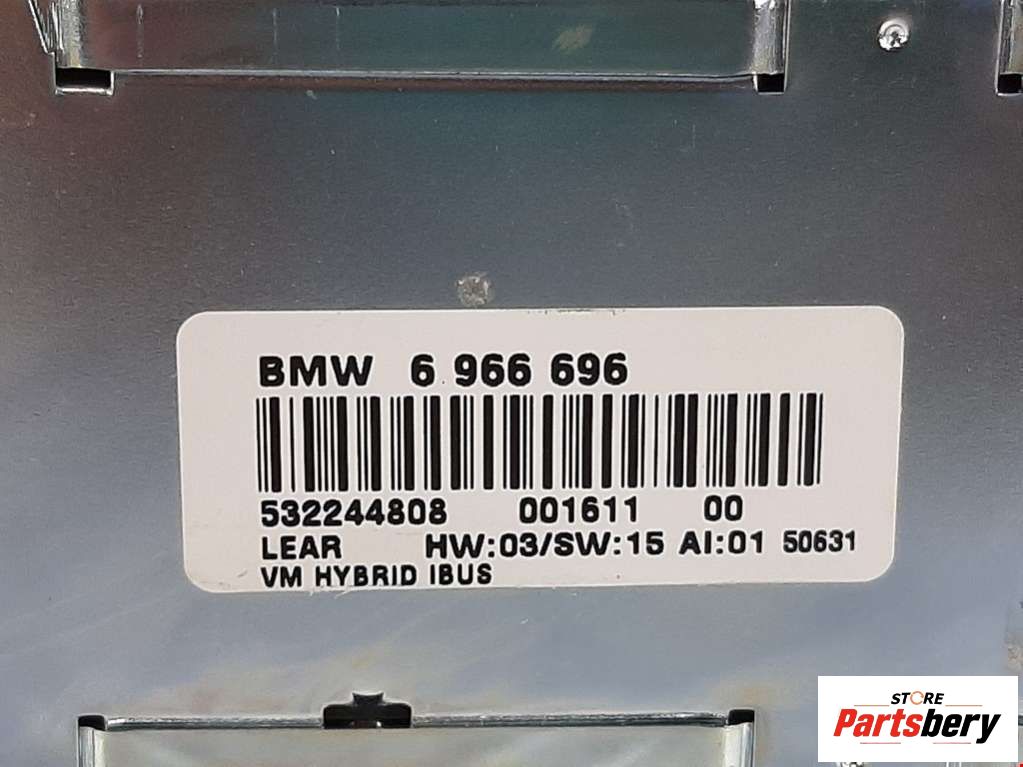 BMW 6 966 696
532244808 001611 00
LEAR HW:03/SW:15 AI:01 50631
VM HYBRID IBUS
STORE
Partsbery